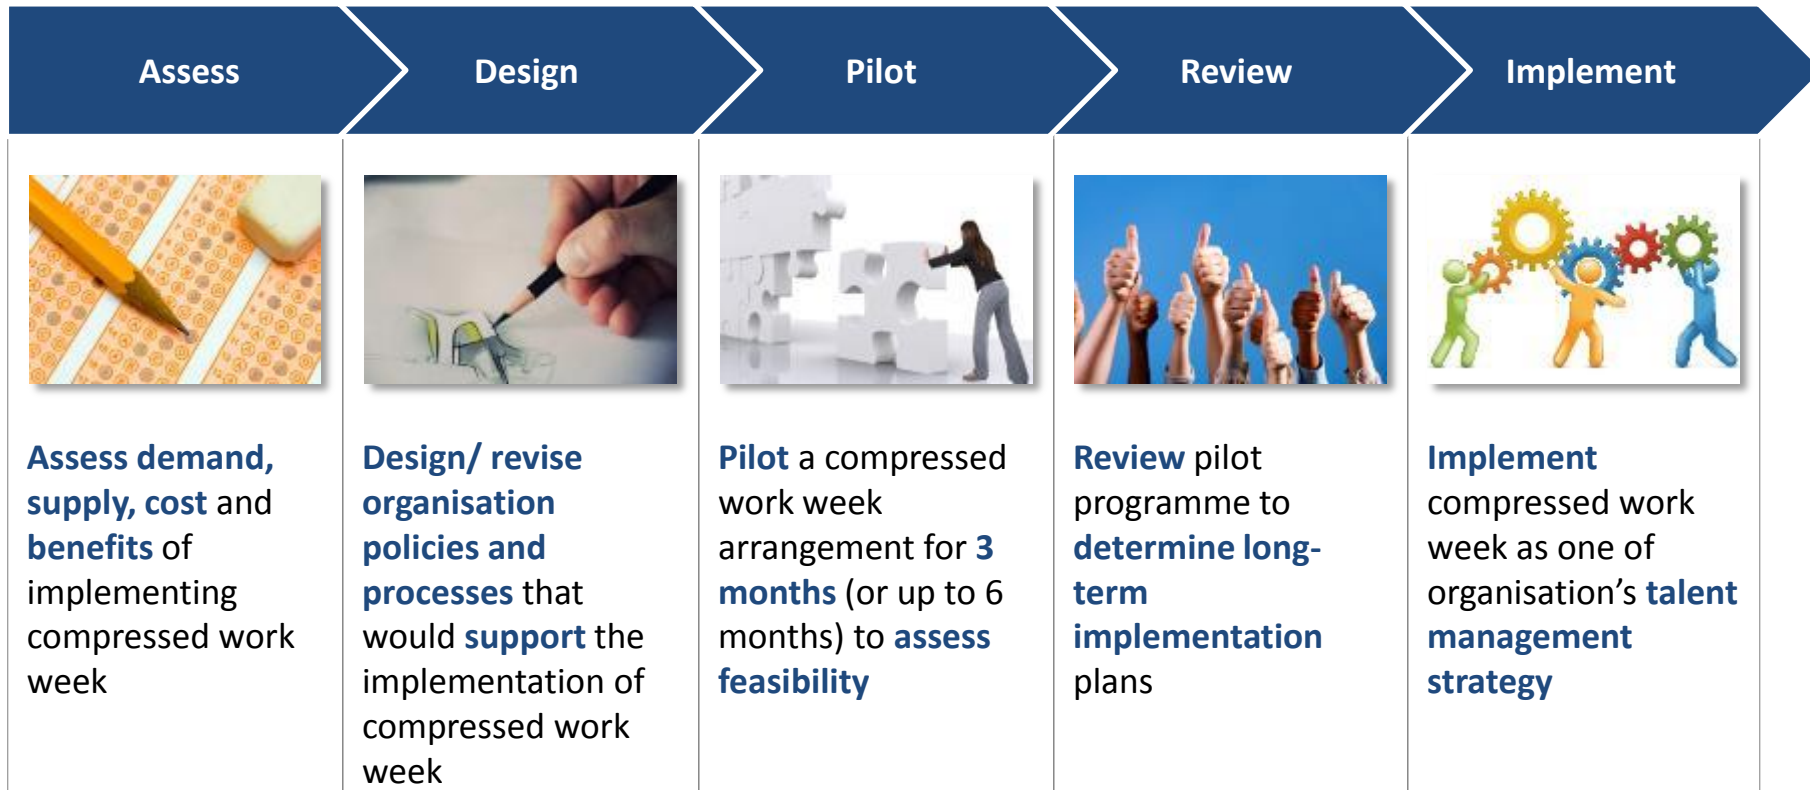 Assess
Design
Pilot
Review
Implement
Assess demand,
supply, cost and
benefits of
implementing
compressed work
week
Design/ revise
organisation
policies and
processes that
would support the
implementation of
compressed work
week
Pilot a compressed
work week
arrangement for 3
months (or up to 6
months) to assess
feasibility
Review pilot
programme to
determine long-
term
implementation
plans
Implement
compressed work
week as one of
organisation’s talent
management
strategy